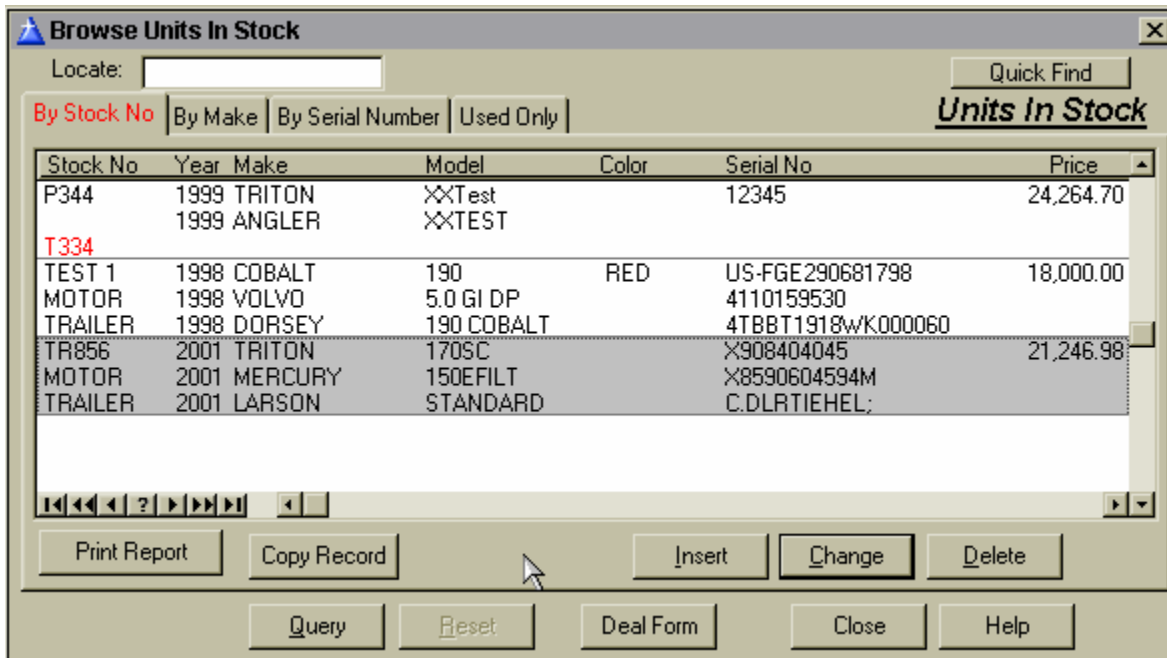 Browse Units In Stock
Locate:
Quick Find
By Stock No By Make By Serial Number Used Only
Units In Stock
Stock No Year Make Model Color Serial No Price
P344 1999 TRITON XXTest 12345 24,264.70
1999 ANGLER XXTEST
T334
TEST 1 1998 COBALT 190 RED US-FGE290681798 18,000.00
MOTOR 1998 VOLVO 5.0 GI DP 4110159530
TRAILER 1998 DORSEY 190 COBALT 4TBBT1918WK000060
TR856 2001 TRITON 170SC X908404045 21,246.98
MOTOR 2001 MERCURY 150EFILT X8590604594M
TRAILER 2001 LARSON STANDARD C.DLRTIEHEL;
?
Print Report Copy Record Insert Change Delete
Query Reset Deal Form Close Help